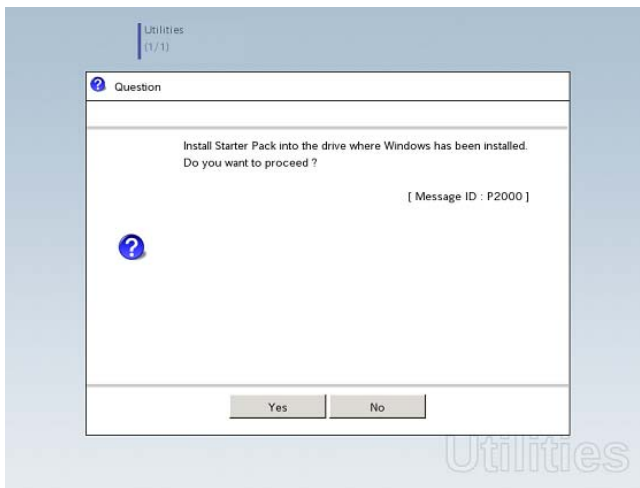 Utilities
(1/1)
Question
Install Starter Pack into the drive where Windows has been installed.
Do you want to proceed ?
[ Message ID : P2000 ]
Yes No
Utilities